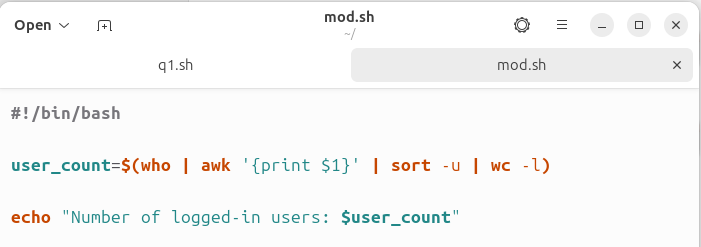 Open
mod.sh
~/
q1.sh
mod.sh
#!/bin/bash
user_count=$(who | awk '{print $1}' | sort -u | wc -l)
echo "Number of logged-in users: $user_count"